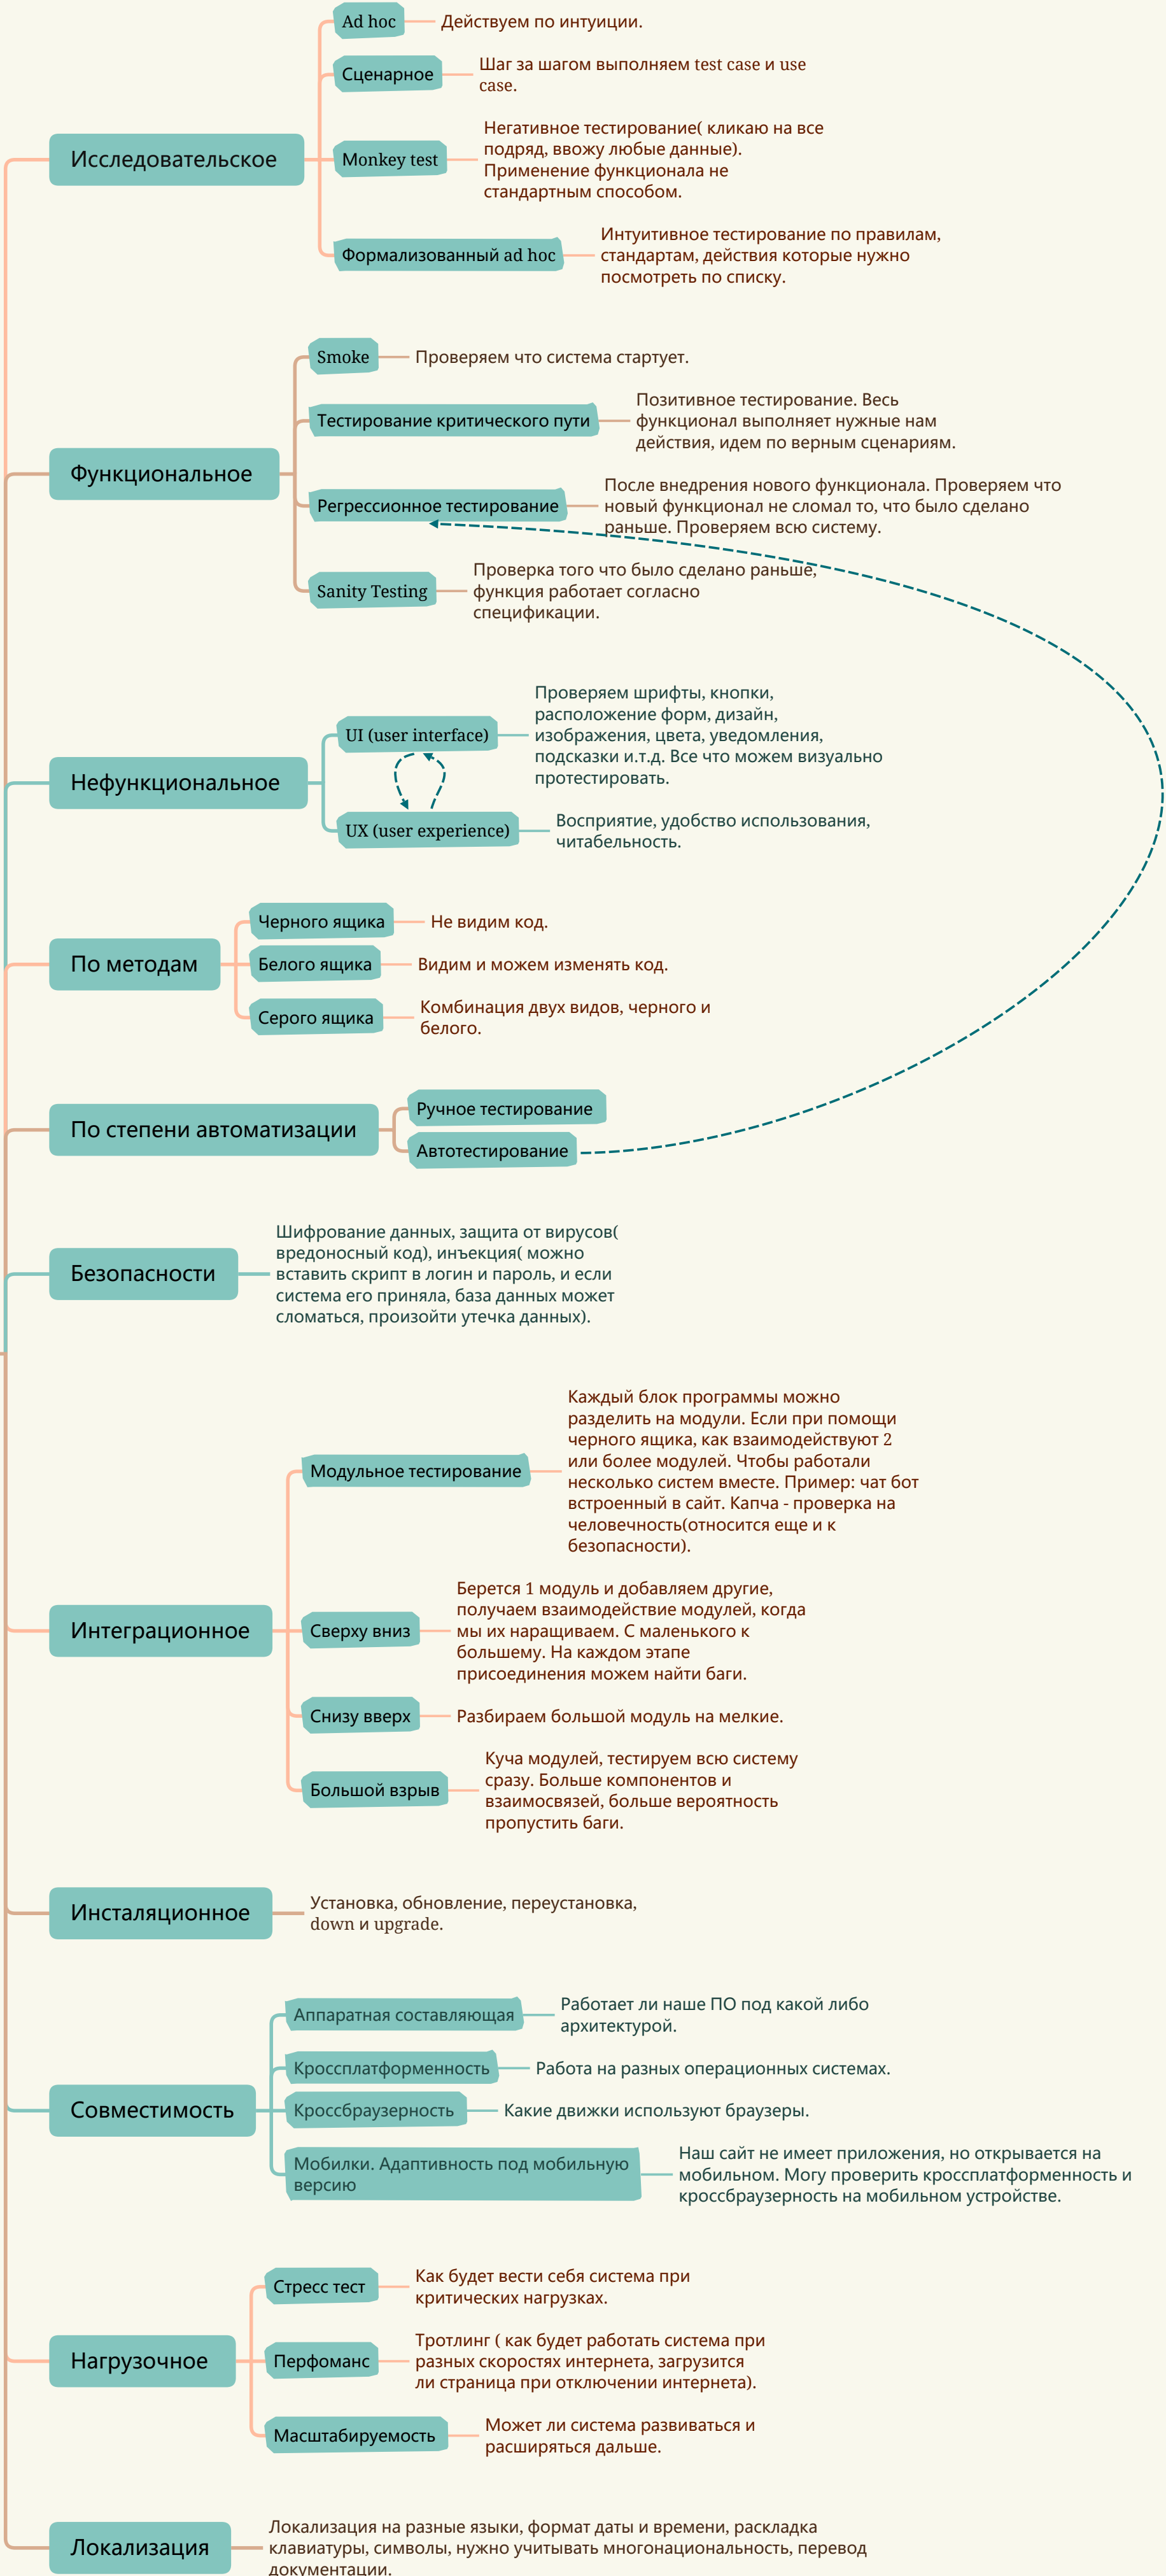 Ad hoc
Действуем по интуиции.
Сценарное
Шаг за шагом выполняем test case и use
case.
Исследовательское
Monkey test
Негативное тестирование( кликаю на все
подряд, ввожу любые данные).
Применение функционала не
стандартным способом.
Формализованный ad hoc
Интуитивное тестирование по правилам,
стандартам, действия которые нужно
посмотреть по списку.
Smoke
Проверяем что система стартует.
Тестирование критического пути
Позитивное тестирование. Весь
функционал выполняет нужные нам
действия, идем по верным сценариям.
Функциональное
Регрессионное тестирование
После внедрения нового функционала. Проверяем что
новый функционал не сломал то, что было сделано
раньше. Проверяем всю систему.
Sanity Testing
Проверка того что было сделано раньше,
функция работает согласно
спецификации.
UI (user interface)
Проверяем шрифты, кнопки,
расположение форм, дизайн,
изображения, цвета, уведомления,
подсказки и.т.д. Все что можем визуально
протестировать.
Нефункциональное
UX (user experience)
Восприятие, удобство использования,
читабельность.
Черного ящика
Не видим код.
По методам
Белого ящика
Видим и можем изменять код.
Серого ящика
Комбинация двух видов, черного и
белого.
Ручное тестирование
По степени автоматизации
Автотестирование
Безопасности
Шифрование данных, защита от вирусов(
вредоносный код), инъекция( можно
вставить скрипт в логин и пароль, и если
система его приняла, база данных может
сломаться, произойти утечка данных).
Модульное тестирование
Каждый блок программы можно
разделить на модули. Если при помощи
черного ящика, как взаимодействуют 2
или более модулей. Чтобы работали
несколько систем вместе. Пример: чат бот
встроенный в сайт. Капча - проверка на
человечность(относится еще и к
безопасности).
Интеграционное
Сверху вниз
Берется 1 модуль и добавляем другие,
получаем взаимодействие модулей, когда
мы их наращиваем. С маленького к
большему. На каждом этапе
присоединения можем найти баги.
Снизу вверх
Разбираем большой модуль на мелкие.
Большой взрыв
Куча модулей, тестируем всю систему
сразу. Больше компонентов и
взаимосвязей, больше вероятность
пропустить баги.
Инсталяционное
Установка, обновление, переустановка,
down и upgrade.
Аппаратная составляющая
Работает ли наше ПО под какой либо
архитектурой.
Кроссплатформенность
Работа на разных операционных системах.
Совместимость
Кроссбраузерность
Какие движки используют браузеры.
Мобилки. Адаптивность под мобильную
версию
Наш сайт не имеет приложения, но открывается на
мобильном. Могу проверить кроссплатформенность и
кроссбраузерность на мобильном устройстве.
Стресс тест
Как будет вести себя система при
критических нагрузках.
Нагрузочное
Перфоманс
Тротлинг ( как будет работать система при
разных скоростях интернета, загрузится
ли страница при отключении интернета).
Масштабируемость
Может ли система развиваться и
расширяться дальше.
Локализация
Локализация на разные языки, формат даты и времени, раскладка
клавиатуры, символы, нужно учитывать многонациональность, перевод
документации.